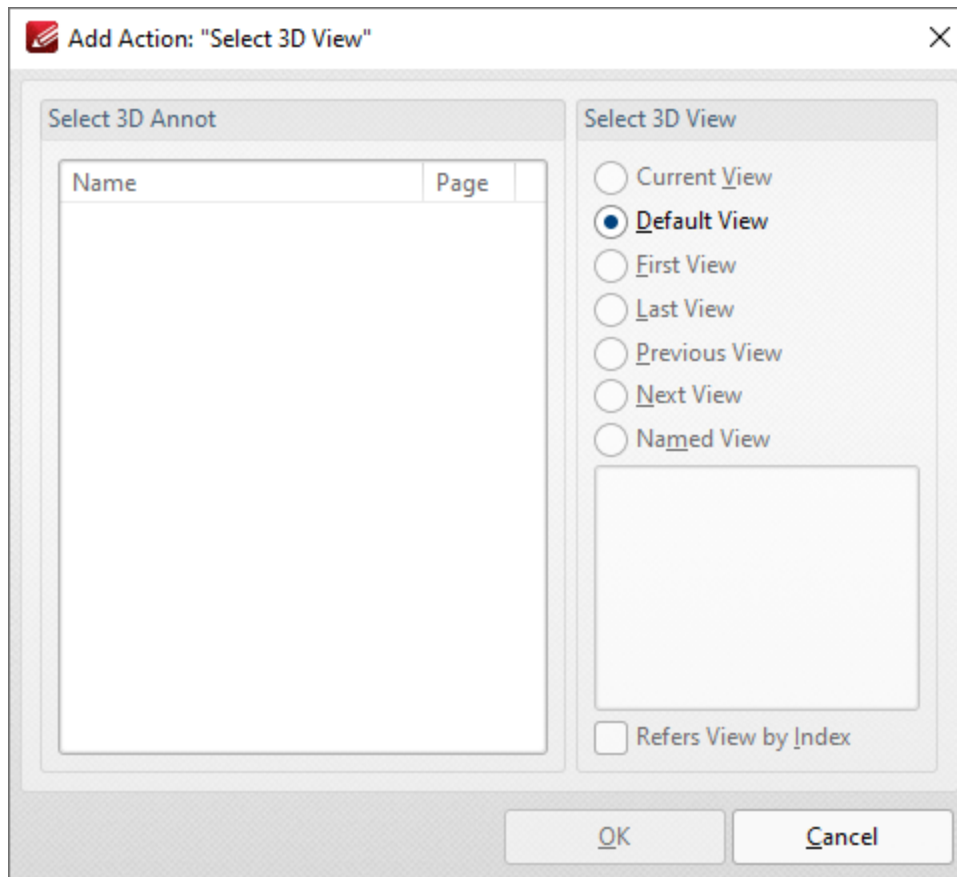 Add Action: "Select 3D View"
Select 3D Annot
Name Page
Select 3D View
Current View
Default View
First View
Last View
Previous View
Next View
Named View
Refers View by Index
OK Cancel